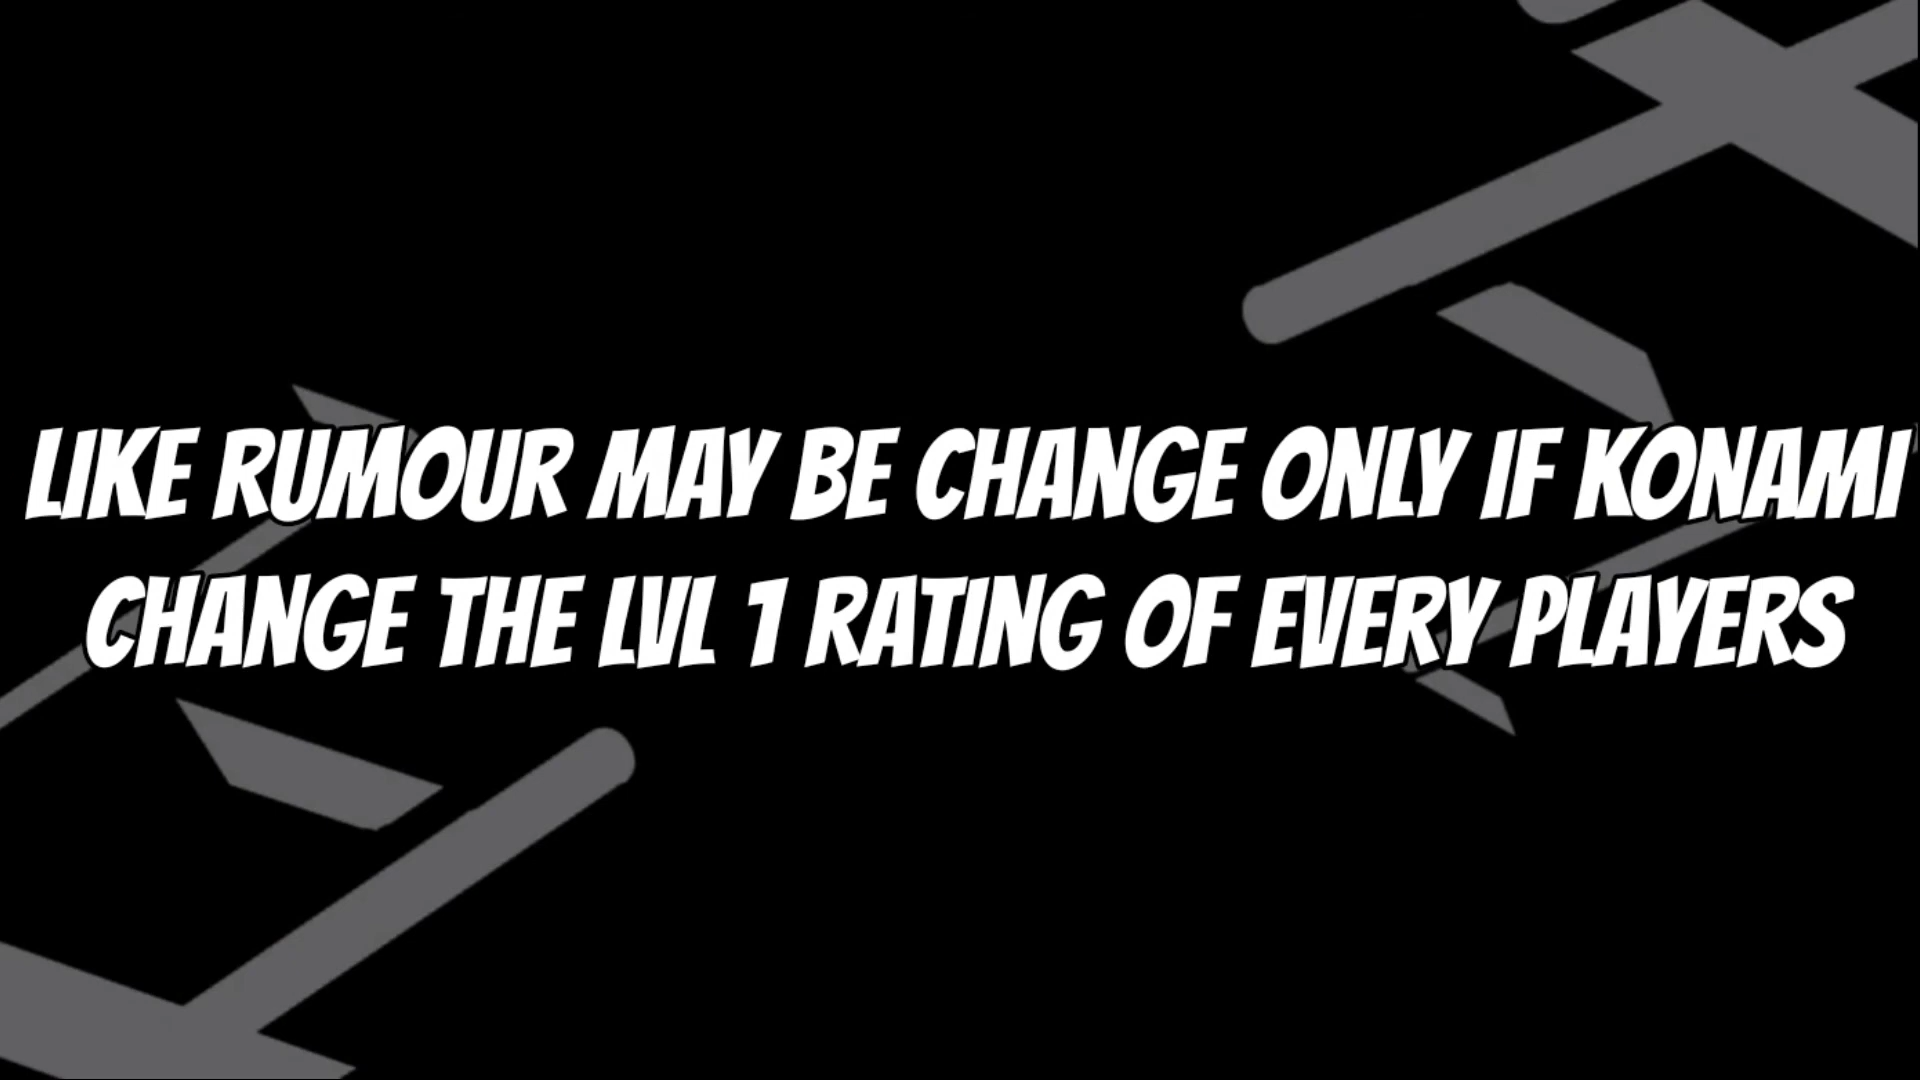 LIKE RUMOUR MAY BE CHANGE ONLY IF KONAMI
CHANGE THE LVL 1 RATING OF EVERY PLAYERS